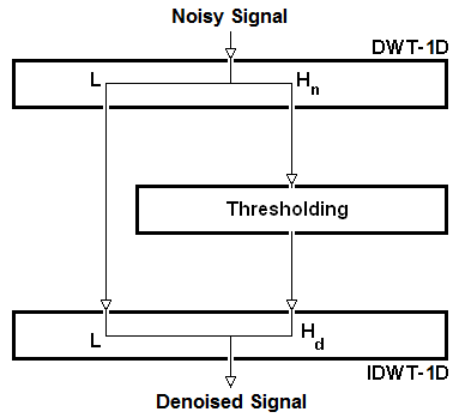 Noisy Signal
DWT-1D
L Hn
Thresholding
L Hd
IDWT-1D
Denoised Signal